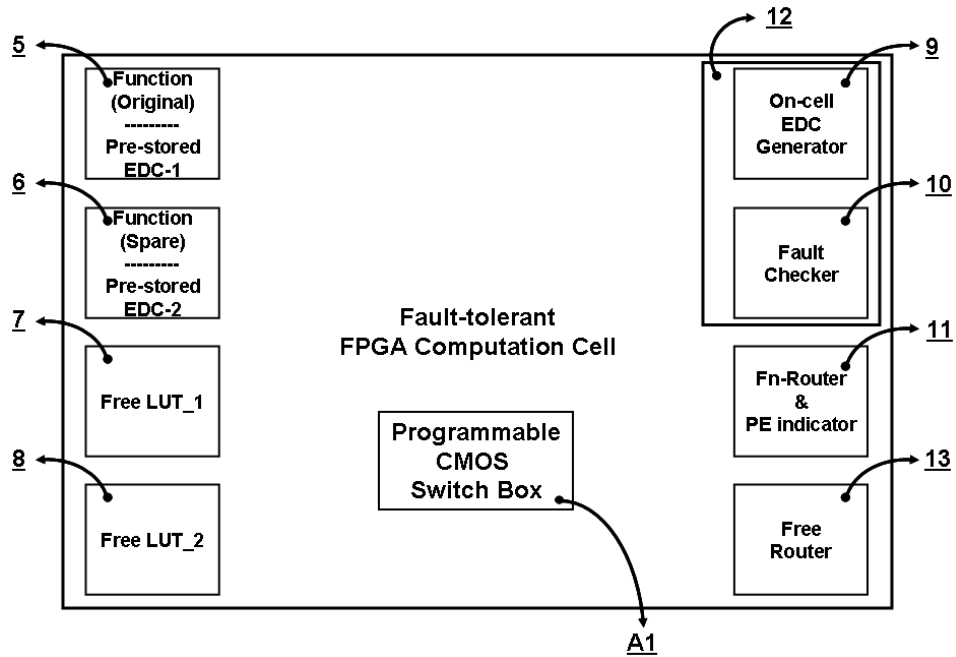 12
5
9
Function
(Original)
---------
Pre-stored
EDC-1
On-cell
EDC
Generator
6
10
Function
(Spare)
---------
Pre-stored
EDC-2
Fault
Checker
7
11
Fault-tolerant
FPGA Computation Cell
Free LUT_1
Fn-Router
&
PE indicator
8
13
Programmable
CMOS
Switch Box
Free LUT_2
Free
Router
A1